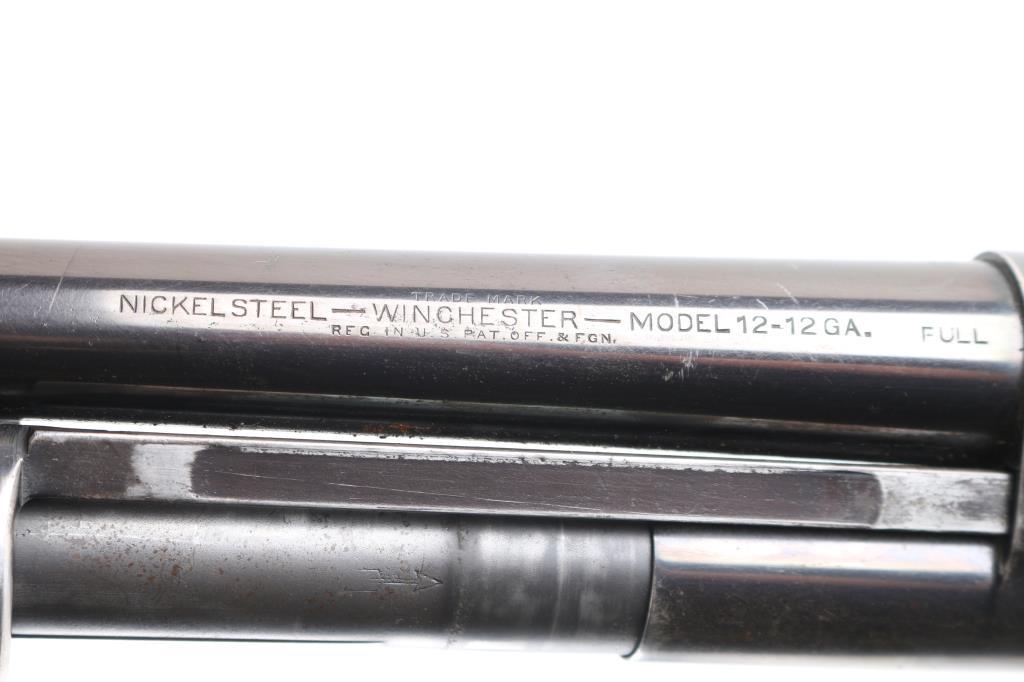 TRADE MARK
NICKEL STEEL — WINCHESTER — MODEL 12-12 GA. FULL
REG. IN U.S. PAT. OFF. & FGN.